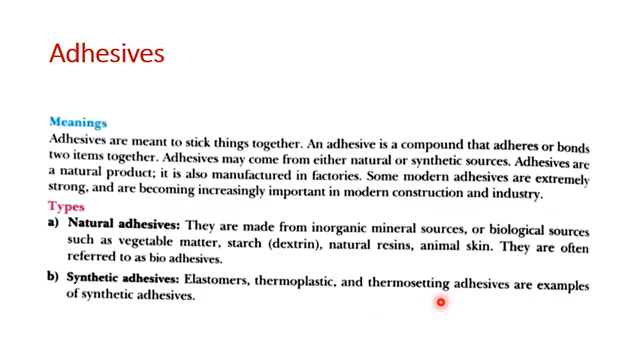 Adhesives
Meanings
Adhesives are meant to stick things together. An adhesive is a compound that adheres or bonds
two items together. Adhesives may come from either natural or synthetic sources. Adhesives are
a natural product; it is also manufactured in factories. Some modern adhesives are extremely
strong, and are becoming increasingly important in modern construction and industry.
Types
a) Natural adhesives: They are made from inorganic mineral sources, or biological sources
such as vegetable matter, starch (dextrin), natural resins, animal skin. They are often
referred to as bio adhesives.
b) Synthetic adhesives: Elastomers, thermoplastic, and thermosetting adhesives are examples
of synthetic adhesives.